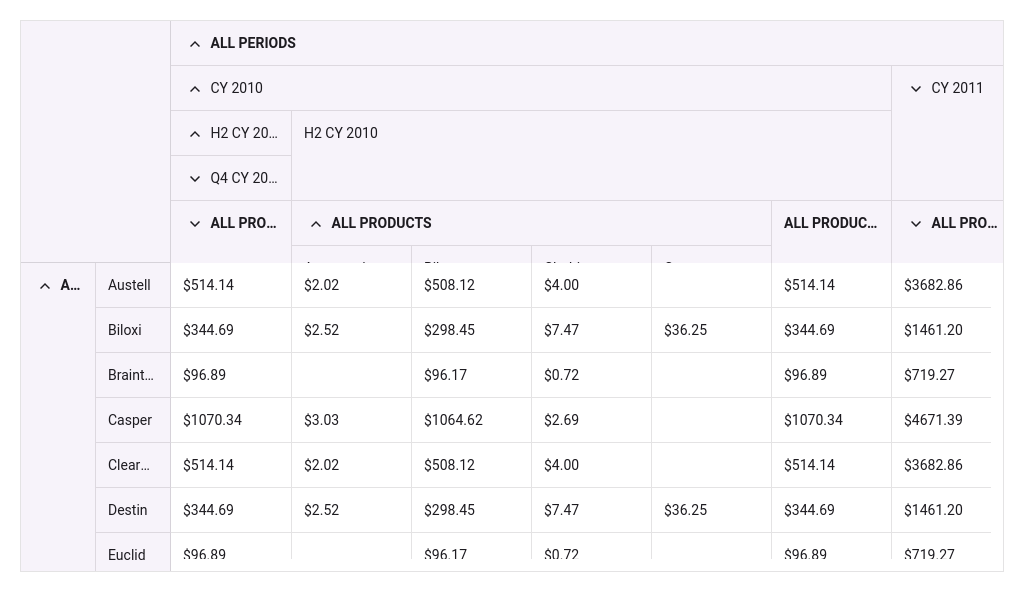 ALL PERIODS
CY 2010
CY 2011
H2 CY 20…
H2 CY 2010
Q4 CY 20…
ALL PRO…
ALL PRODUCTS
ALL PRODUC…
ALL PRO…
A…
Austell
$514.14
$2.02
$508.12
$4.00
$514.14
$3682.86
Biloxi
$344.69
$2.52
$298.45
$7.47
$36.25
$344.69
$1461.20
Braint…
$96.89
$96.17
$0.72
$96.89
$719.27
Casper
$1070.34
$3.03
$1064.62
$2.69
$1070.34
$4671.39
Clear…
$514.14
$2.02
$508.12
$4.00
$514.14
$3682.86
Destin
$344.69
$2.52
$298.45
$7.47
$36.25
$344.69
$1461.20
Euclid
$96.89
$96.17
$0.72
$96.89
$719.27